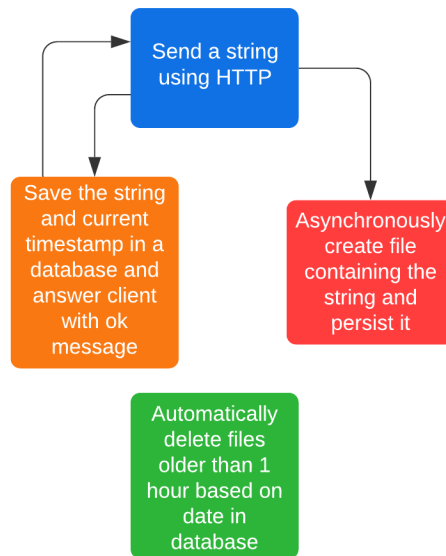 Send a string
using HTTP
Save the string
and current
timestamp in a
database and
answer client
with ok
message
Asynchronously
create file
containing the
string and
persist it
Automatically
delete files
older than 1
hour based on
date in
database